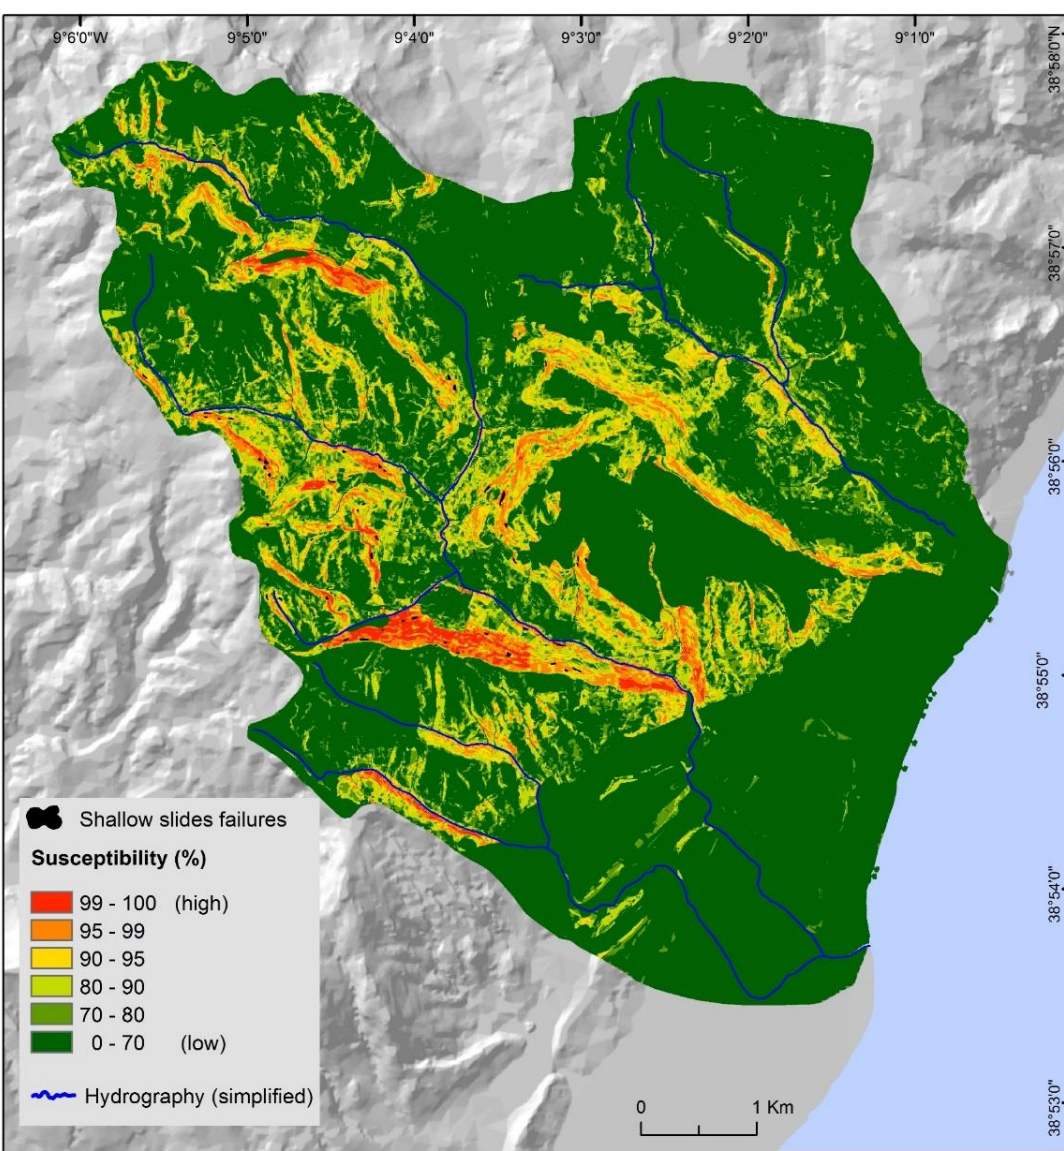 9°6'0"W
9°5'0"
9°4'0"
9°3'0"
9°2'0"
9°1'0"
38°58'0"N
38°57'0"
38°56'0"
38°55'0"
38°54'0"
38°53'0"
Shallow slides failures
Susceptibility (%)
99 - 100 (high)
95 - 99
90 - 95
80 - 90
70 - 80
0 - 70 (low)
Hydrography (simplified)
0 1 Km